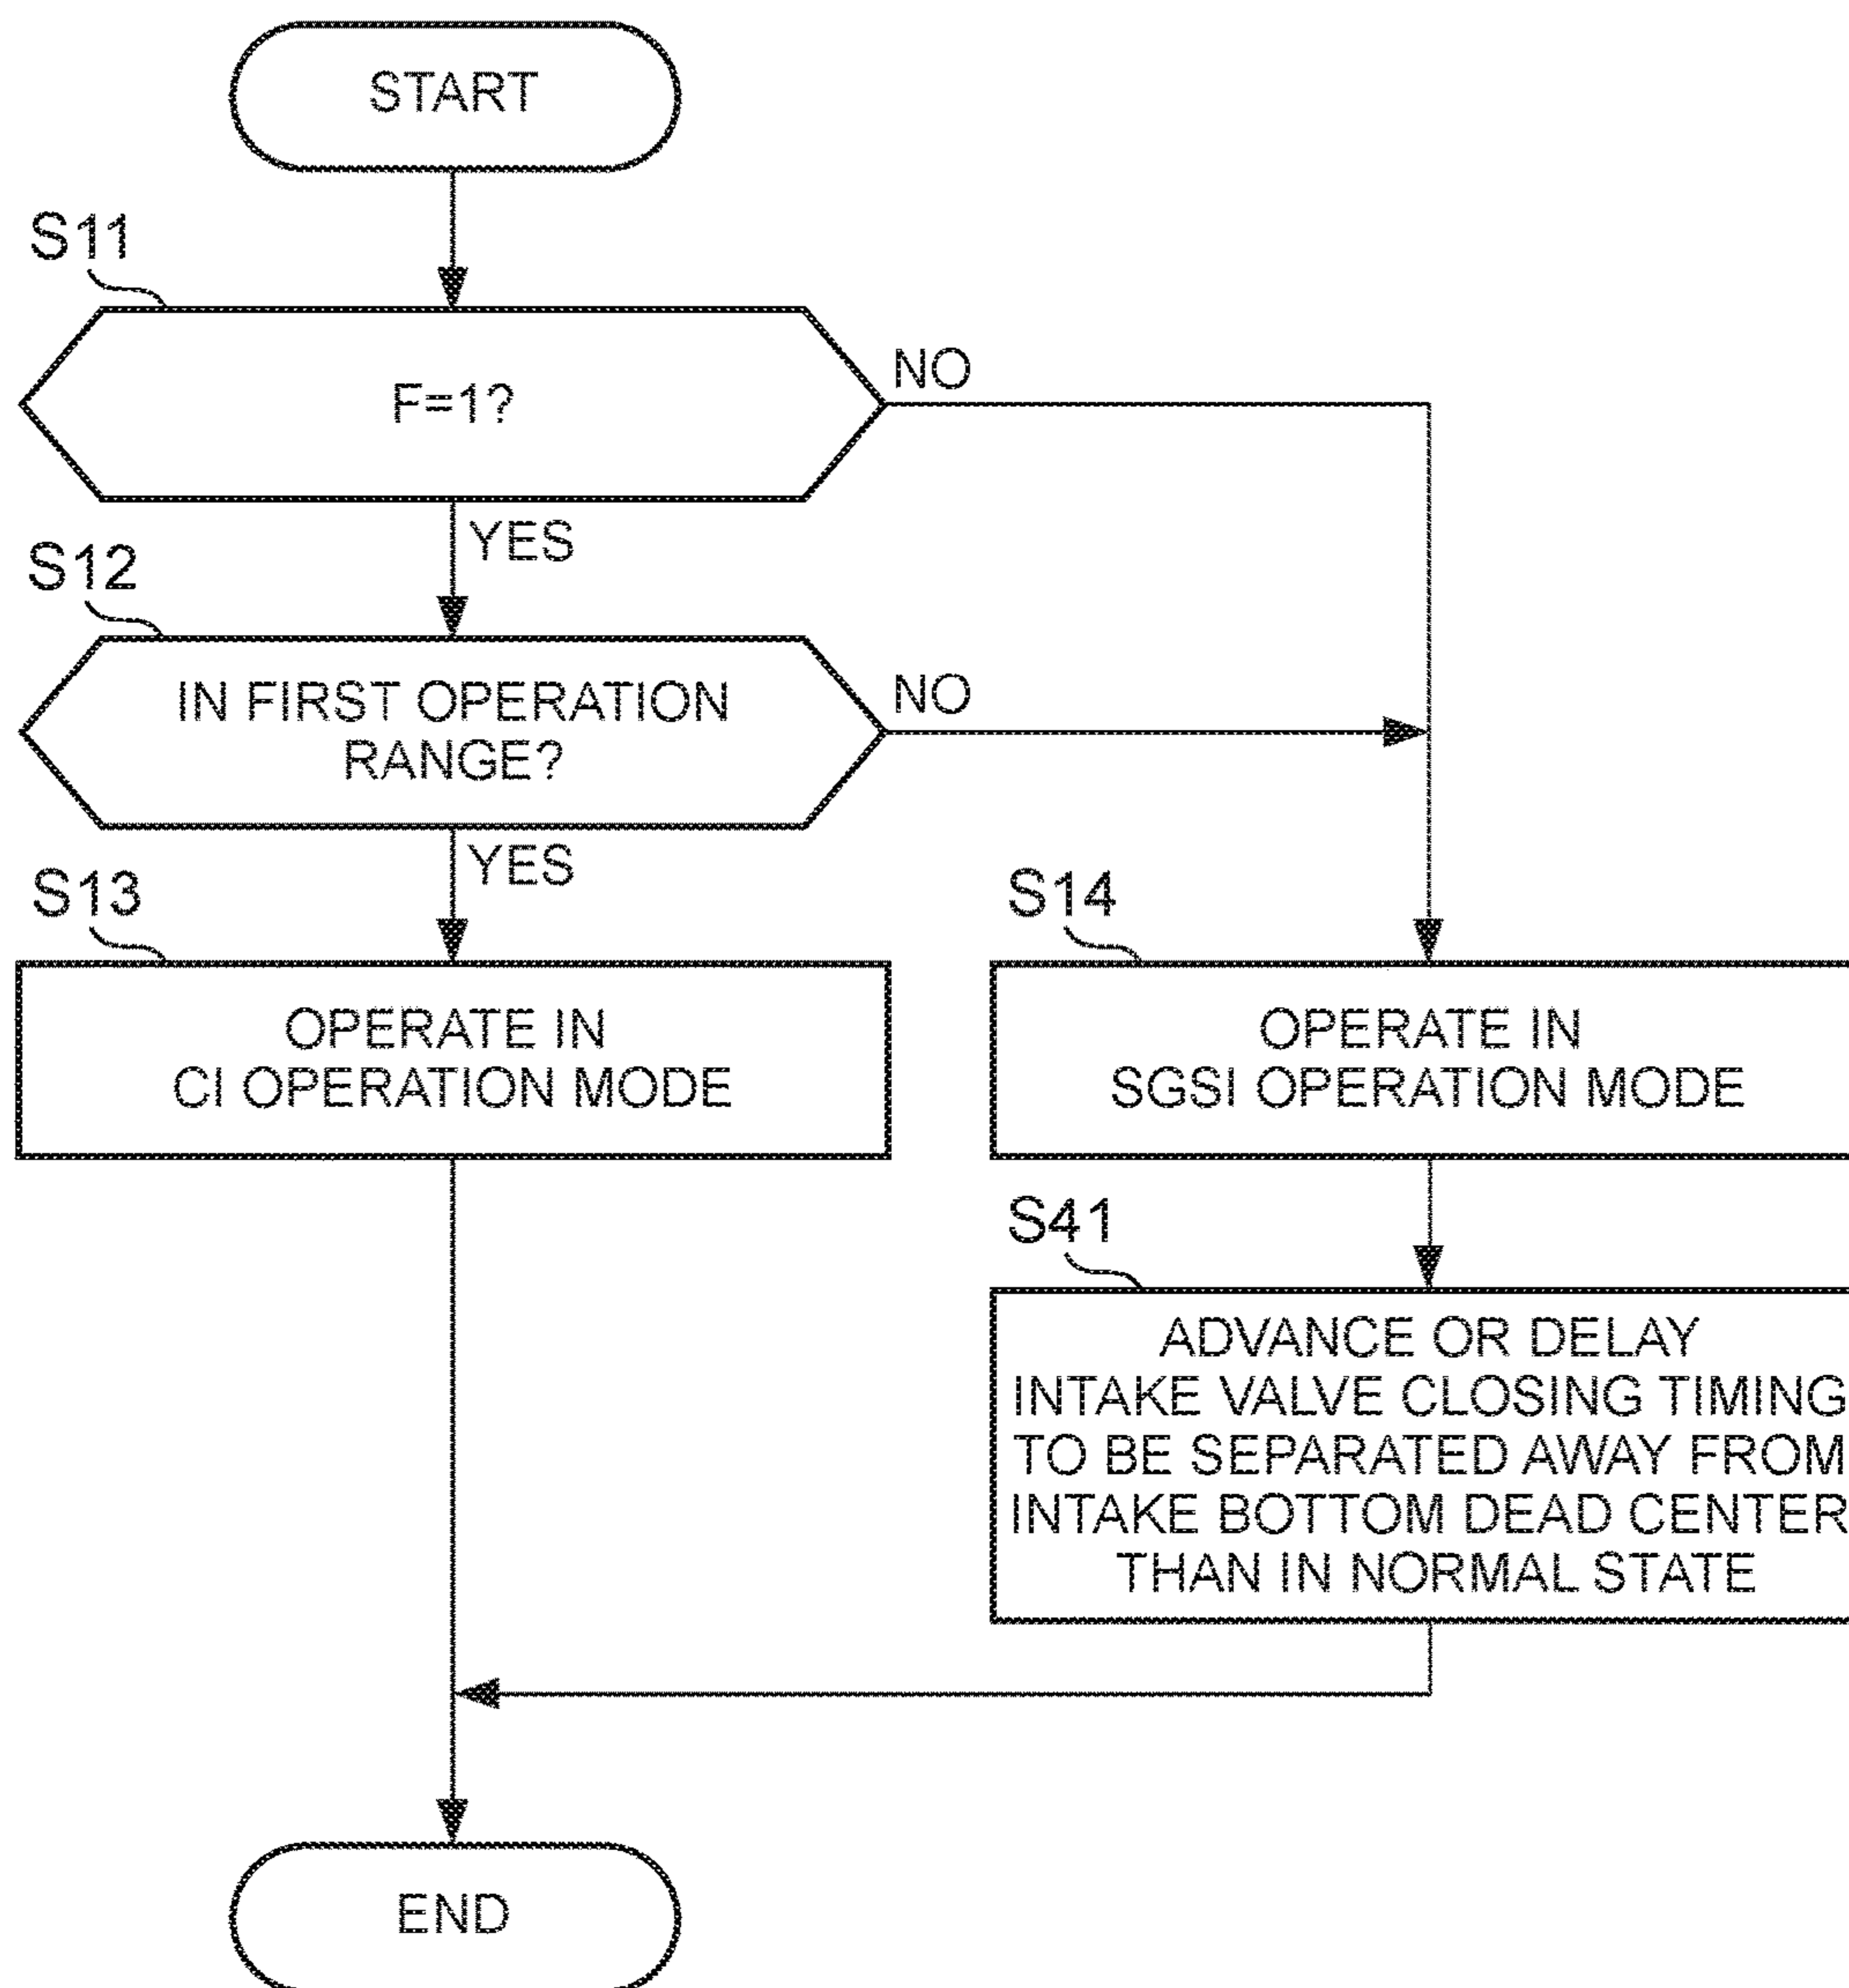 START
S11
F=1?
NO
YES
S12
IN FIRST OPERATION
RANGE?
NO
YES
S13
OPERATE IN
CI OPERATION MODE
S14
OPERATE IN
SGSI OPERATION MODE
S41
ADVANCE OR DELAY
INTAKE VALVE CLOSING TIMING
TO BE SEPARATED AWAY FROM
INTAKE BOTTOM DEAD CENTER
THAN IN NORMAL STATE
END